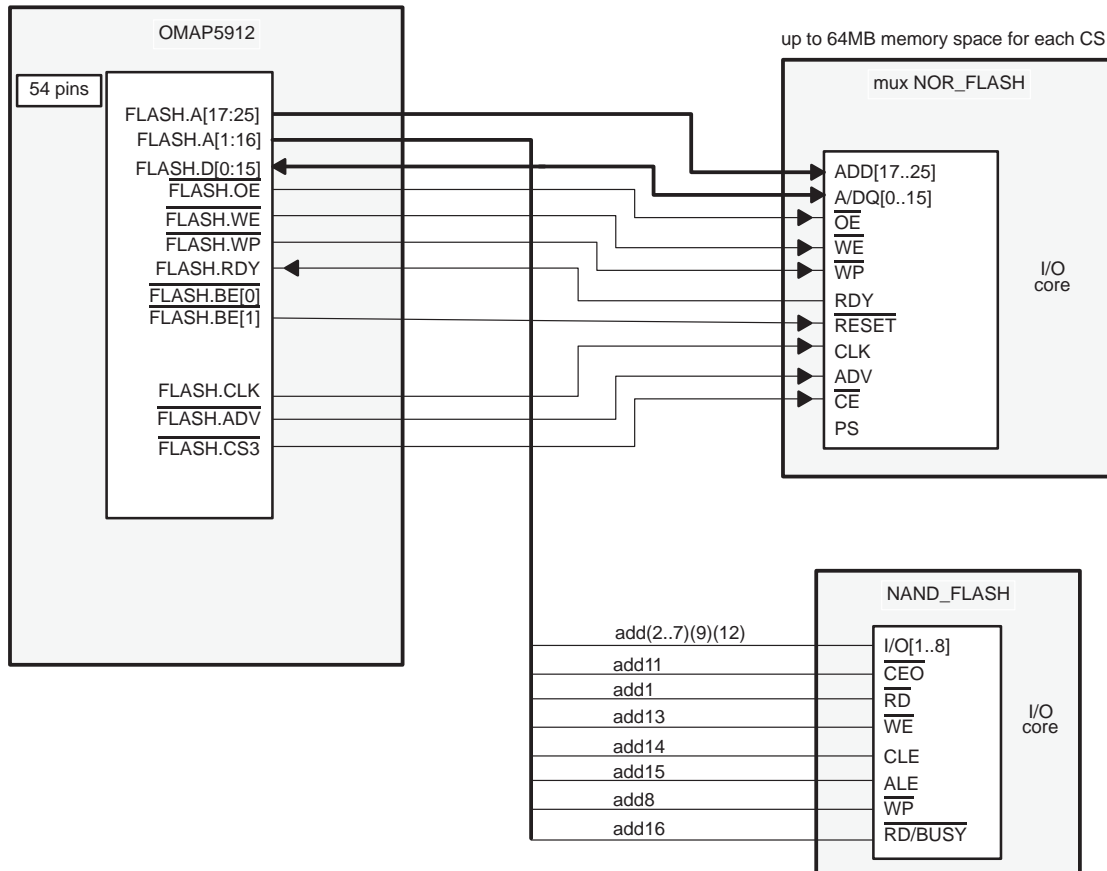 OMAP5912
54 pins
FLASH.A[17:25]
FLASH.A[1:16]
FLASH.D[0:15]
FLASH.OE
FLASH.WE
FLASH.WP
FLASH.RDY
FLASH.BE[0]
FLASH.BE[1]
FLASH.CLK
FLASH.ADV
FLASH.CS3
up to 64MB memory space for each CS
mux NOR_FLASH
ADD[17..25]
A/DQ[0..15]
OE
WE
WP
RDY
RESET
CLK
ADV
CE
PS
I/O
core
NAND_FLASH
add(2..7)(9)(12)
add11
add1
add13
add14
add15
add8
add16
I/O[1..8]
CEO
RD
WE
CLE
ALE
WP
RD/BUSY
I/O
core